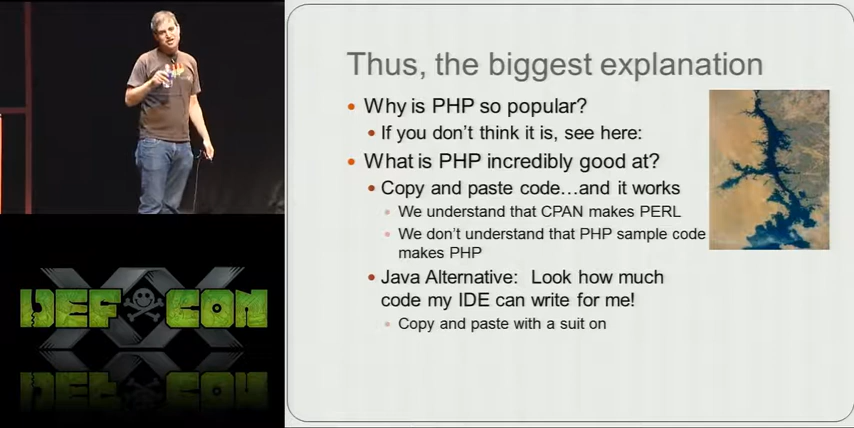 Thus, the biggest explanation
Why is PHP so popular?
If you don't think it is, see here:
What is PHP incredibly good at?
Copy and paste code…and it works
We understand that CPAN makes PERL
We don't understand that PHP sample code
makes PHP
Java Alternative: Look how much
code my IDE can write for me!
Copy and paste with a suit on
XX
DEF CON